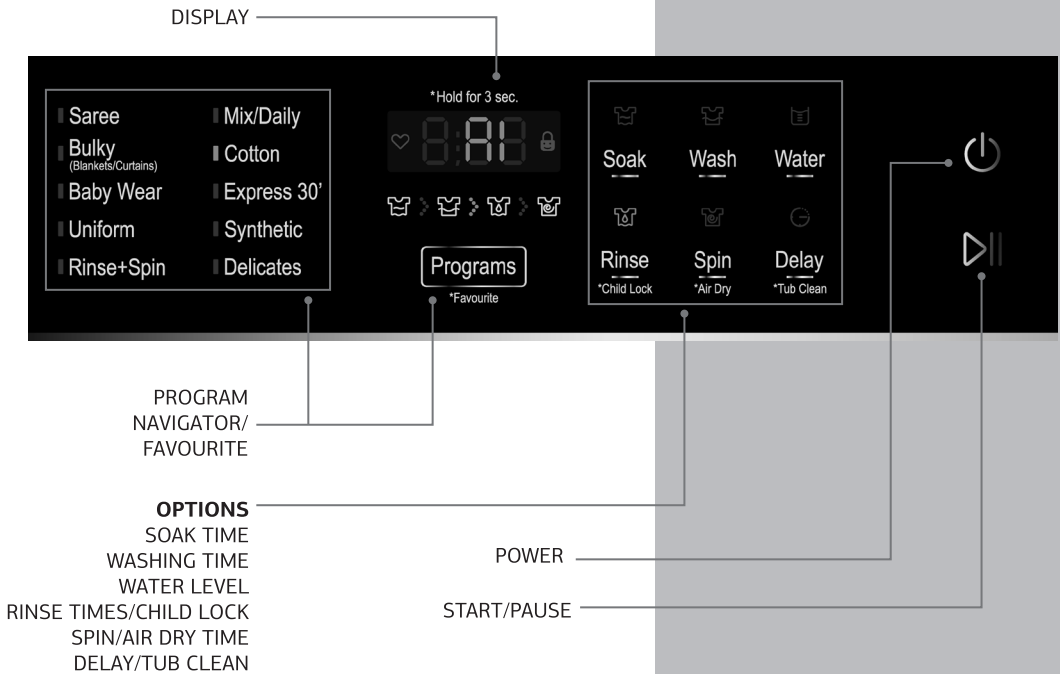 DISPLAY
*Hold for 3 sec.
Saree
Mix/Daily
Bulky
(Blankets/Curtains)
Cotton
Baby Wear
Express 30'
Uniform
Synthetic
Rinse+Spin
Delicates
8:AI8
Programs
*Favourite
Soak
Wash
Water
Rinse
*Child Lock
Spin
*Air Dry
Delay
*Tub Clean
PROGRAM
NAVIGATOR/
FAVOURITE
OPTIONS
SOAK TIME
WASHING TIME
WATER LEVEL
RINSE TIMES/CHILD LOCK
SPIN/AIR DRY TIME
DELAY/TUB CLEAN
POWER
START/PAUSE